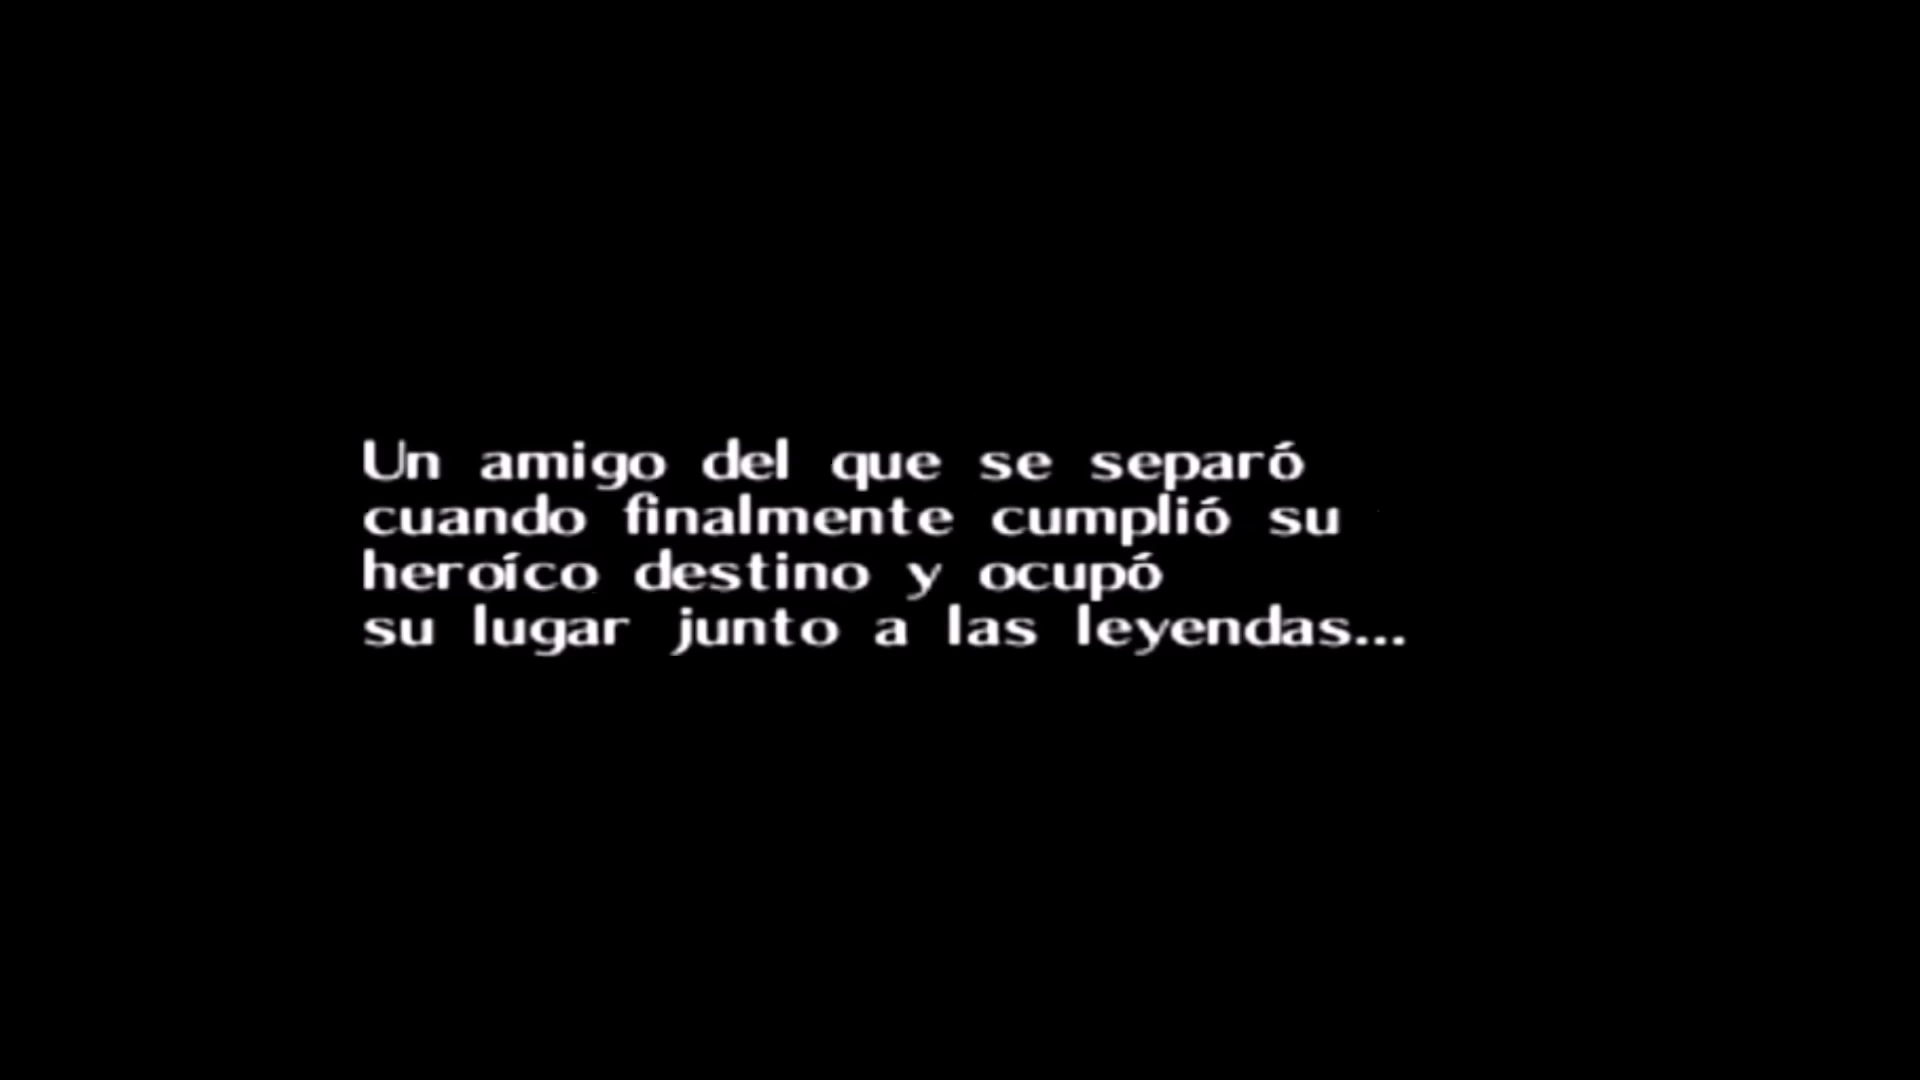 Un amigo del que se separó
cuando finalmente cumplió su
heroíco destino y ocupó
su lugar junto a las leyendas...